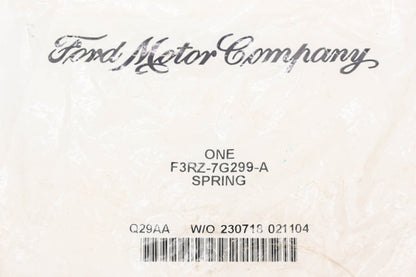 Ford Motor Company
ONE
F3RZ-7G299-A
SPRING
Q29AA W/O 230718 021104